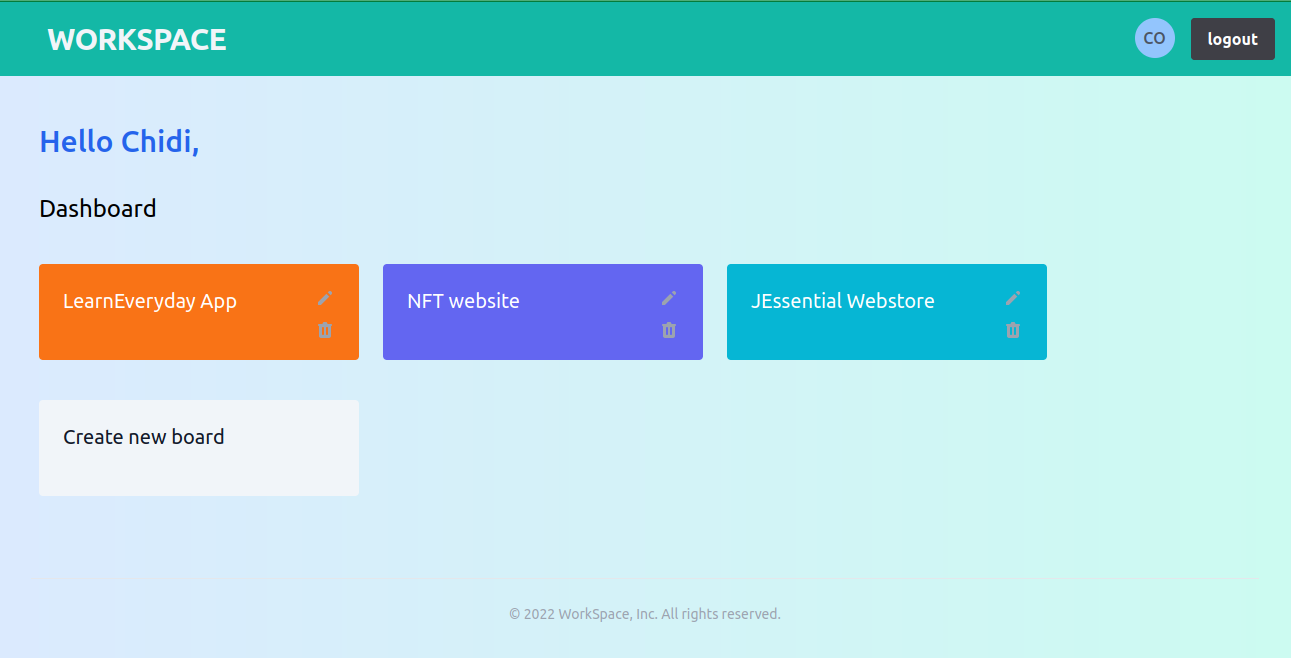 WORKSPACE
CO
logout
Hello Chidi,
Dashboard
LearnEveryday App
NFT website
JEssential Webstore
Create new board
© 2022 WorkSpace, Inc. All rights reserved.